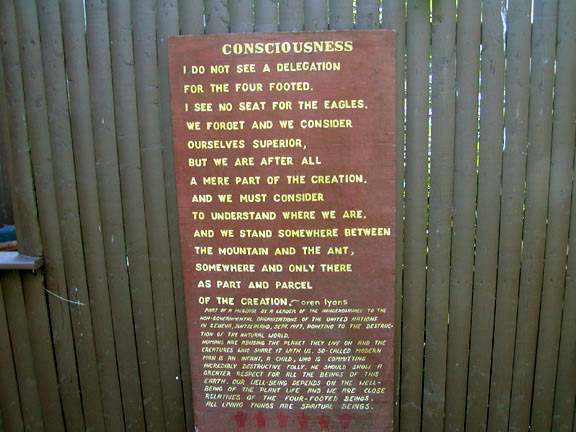 CONSCIOUSNESS
I DO NOT SEE A DELEGATION
FOR THE FOUR FOOTED.
I SEE NO SEAT FOR THE EAGLES.
WE FORGET AND WE CONSIDER
OURSELVES SUPERIOR,
BUT WE ARE AFTER ALL
A MERE PART OF THE CREATION.
AND WE MUST CONSIDER
TO UNDERSTAND WHERE WE ARE.
AND WE STAND SOMEWHERE BETWEEN
THE MOUNTAIN AND THE ANT,
SOMEWHERE AND ONLY THERE
AS PART AND PARCEL
OF THE CREATION.~oren lyons
PART OF A MESSAGE BY A LEADER OF THE HAUDENOSAUNEE TO THE
NON-GOVERNMENTAL ORGANIZATIONS OF THE UNITED NATIONS
IN GENEVA, SWITZERLAND, SEPT. 1977, POINTING TO THE DESTRUC-
TION OF THE NATURAL WORLD.
HUMANS ARE ABUSING THE PLANET THEY LIVE ON AND THE
CREATURES WHO SHARE IT WITH US. SO-CALLED MODERN
MAN IS AN INFANT, A CHILD, WHO IS COMMITTING
INCREDIBLY DESTRUCTIVE FOLLY. HE SHOULD SHOW A
GREATER RESPECT FOR ALL THE BEINGS OF THIS
EARTH. OUR WELL-BEING DEPENDS ON THE WELL-
BEING OF THE PLANT LIFE AND WE ARE CLOSE
RELATIVES OF THE FOUR-FOOTED BEINGS.
ALL LIVING THINGS ARE SPIRITUAL BEINGS.